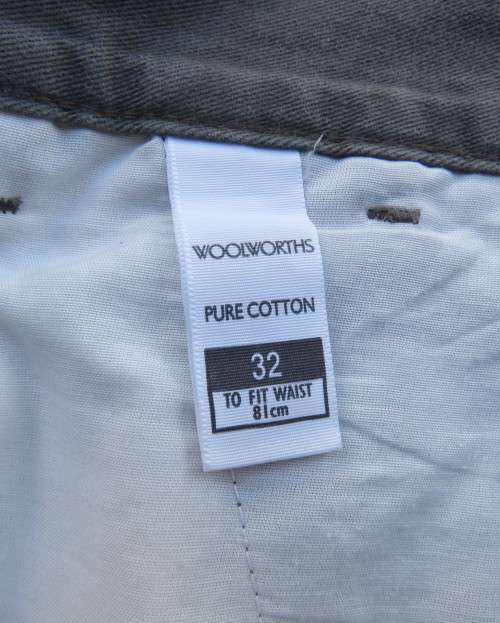 WOOLWORTHS
PURE COTTON
32
TO FIT WAIST
81cm